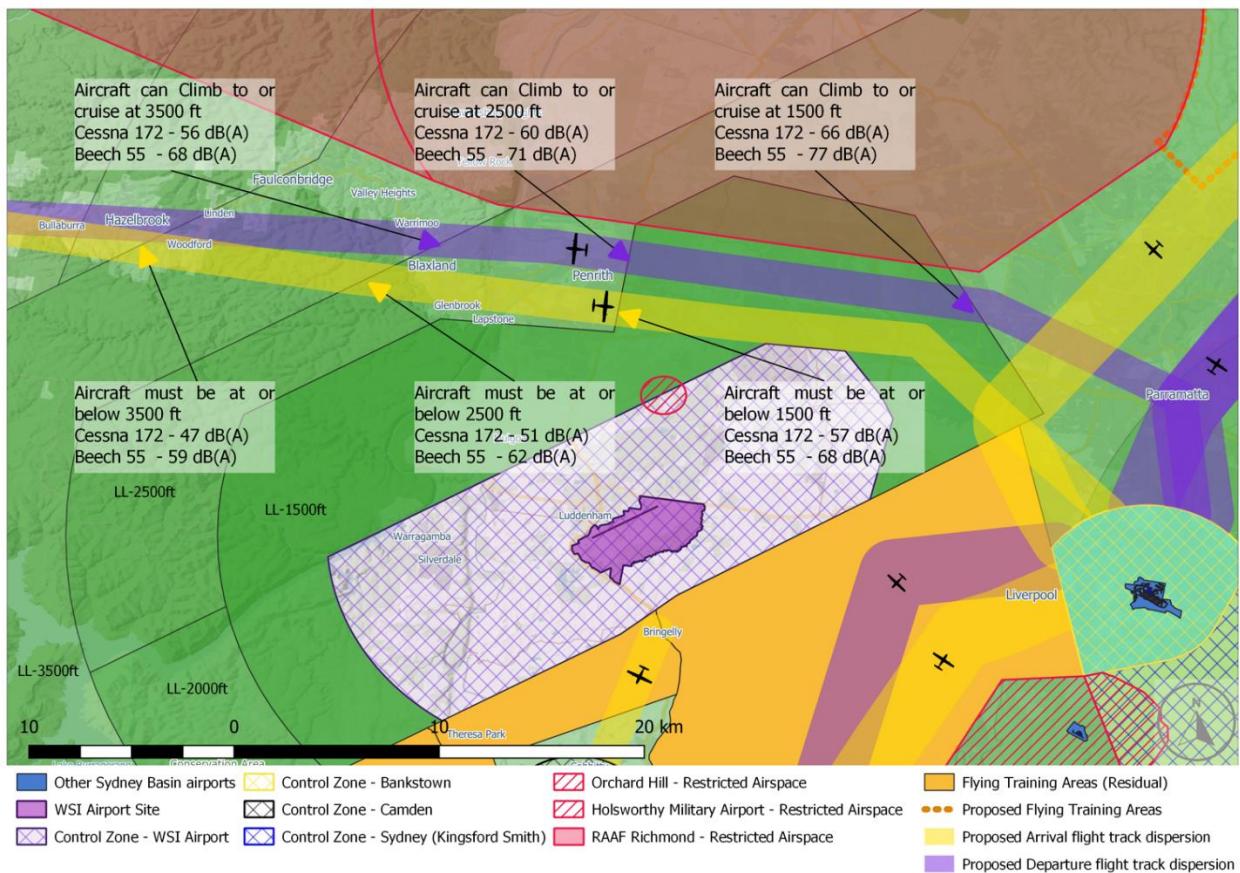 Aircraft can Climb to or
cruise at 3500 ft
Cessna 172 - 56 dB(A)
Beech 55 - 68 dB(A)
Aircraft can Climb to or
cruise at 2500 ft
Cessna 172 - 60 dB(A)
Beech 55 - 71 dB(A)
Aircraft can Climb to or
cruise at 1500 ft
Cessna 172 - 66 dB(A)
Beech 55 - 77 dB(A)
Yellow Rock
Faulconbridge
Valley Heights
Linden
Hazelbrook
Bullaburra
Warrimoo
Woodford
Blaxland
Penrith
Glenbrook
Lapstone
Parramatta
Aircraft must be at or
below 3500 ft
Cessna 172 - 47 dB(A)
Beech 55 - 59 dB(A)
Aircraft must be at or
below 2500 ft
Cessna 172 - 51 dB(A)
Beech 55 - 62 dB(A)
Aircraft must be at or
below 1500 ft
Cessna 172 - 57 dB(A)
Beech 55 - 68 dB(A)
LL-2500ft
LL-1500ft
Luddenham
Warragamba
Silverdale
Liverpool
Bringelly
LL-3500ft
LL-2000ft
N
10 0 10 20 km
Theresa Park
Conservation Area
Other Sydney Basin airports
WSI Airport Site
Control Zone - WSI Airport
Control Zone - Bankstown
Control Zone - Camden
Control Zone - Sydney (Kingsford Smith)
Orchard Hill - Restricted Airspace
Holsworthy Military Airport - Restricted Airspace
RAAF Richmond - Restricted Airspace
Flying Training Areas (Residual)
Proposed Flying Training Areas
Proposed Arrival flight track dispersion
Proposed Departure flight track dispersion